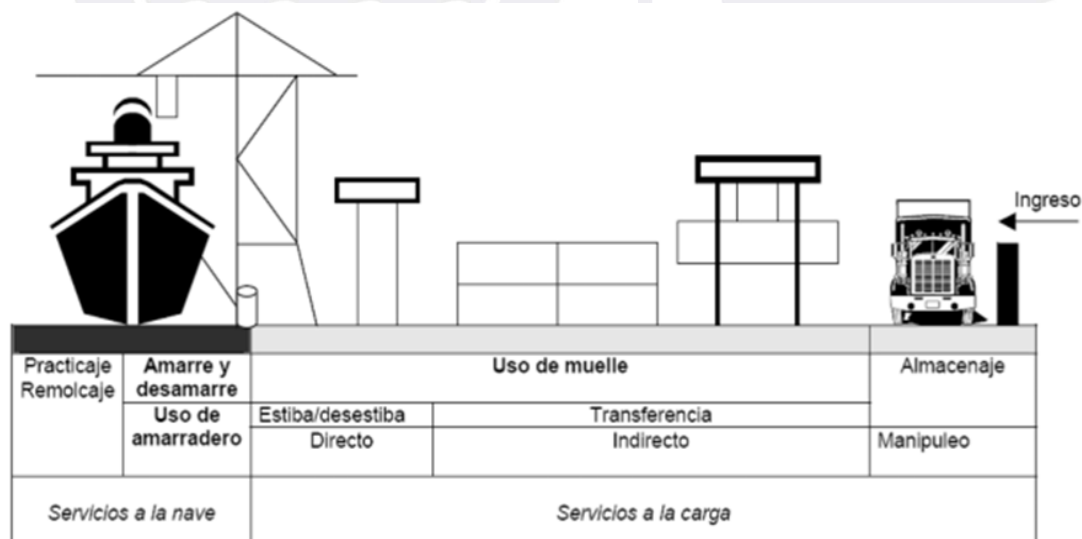 Ingreso
Practicaje
Remolcaje
Amarre y
desamarre
Uso de
amarradero
Uso de muelle
Almacenaje
Estiba/desestiba
Transferencia
Directo
Indirecto
Manipuleo
Servicios a la nave
Servicios a la carga